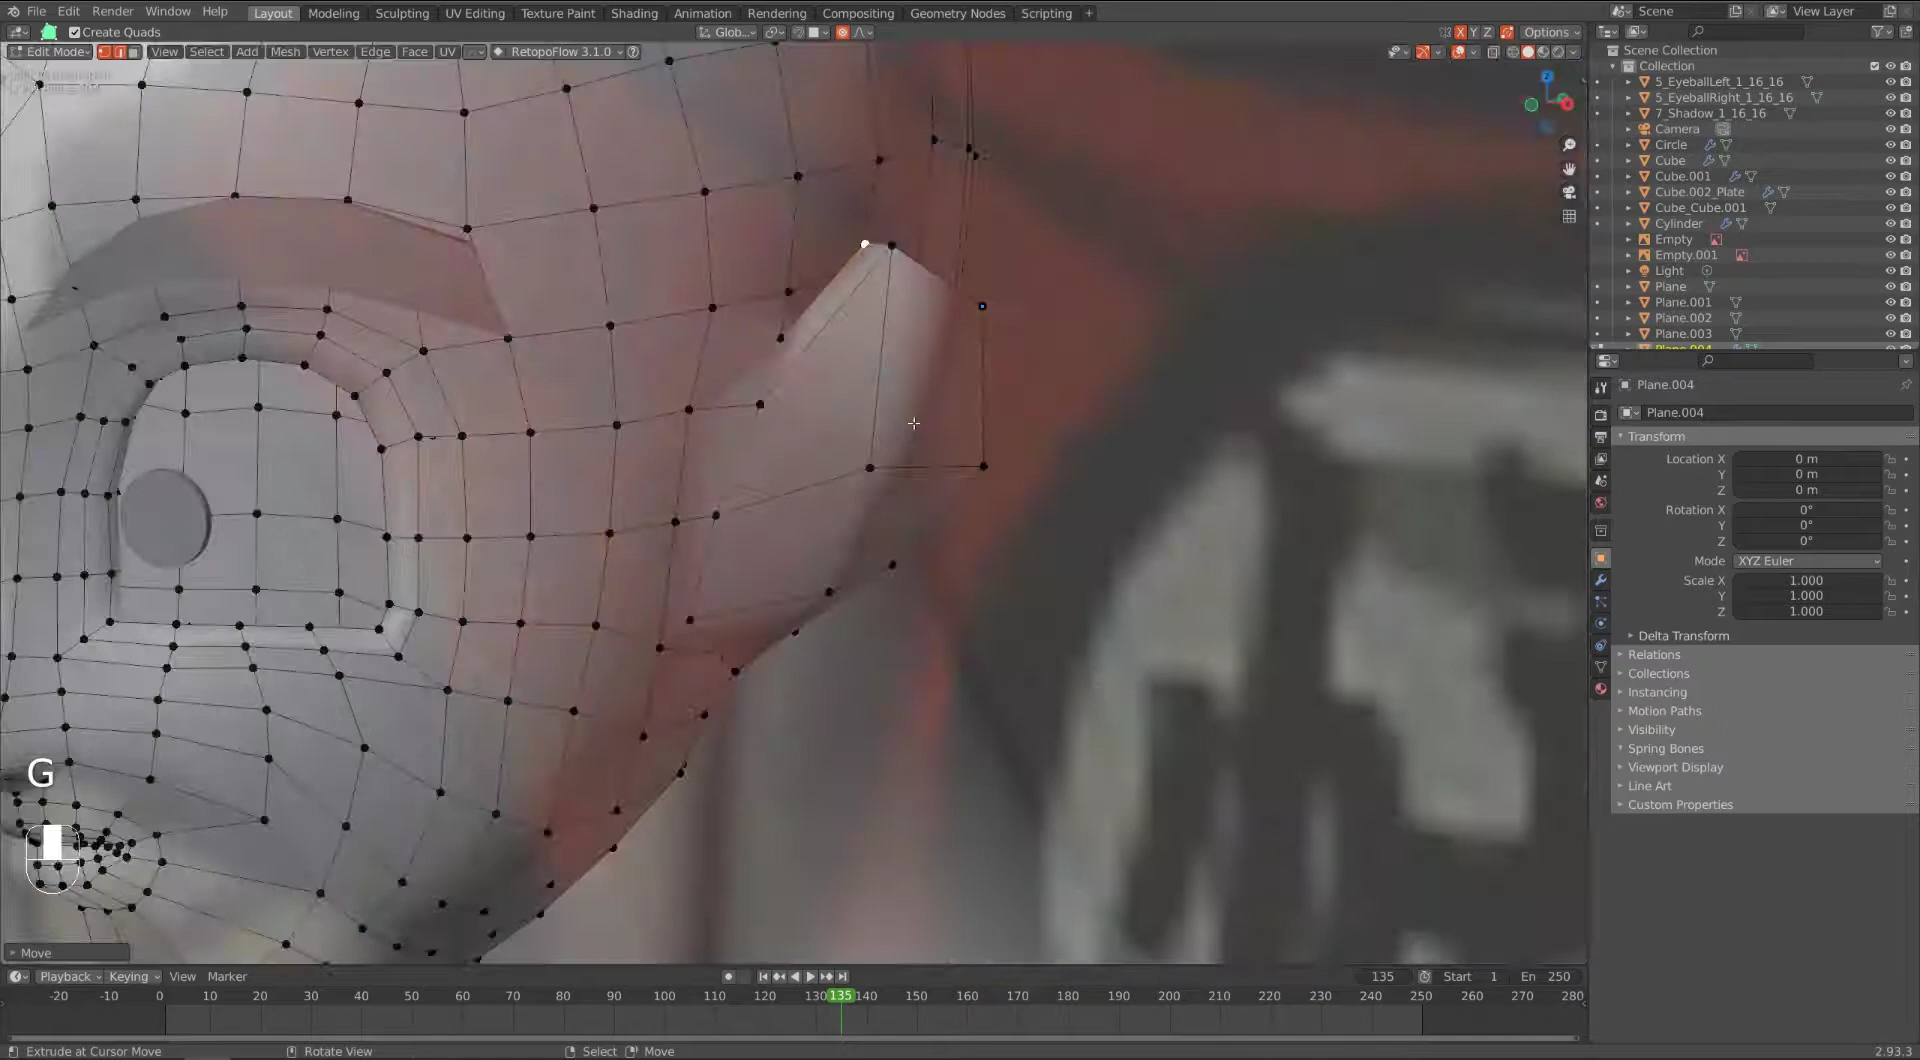 File Edit Render Window Help Layout Modeling Sculpting UV Editing Texture Paint Shading Animation Rendering Compositing Geometry Nodes Scripting + Scene View Layer
Create Quads Glob... X Y Z Options
Edit Mode View Select Add Mesh Vertex Edge Face UV RetopoFlow 3.1.0
Scene Collection
Collection
5_EyeballLeft_1_16_16
5_EyeballRight_1_16_16
7_Shadow_1_16_16
Camera
Circle
Cube
Cube.001
Cube.002_Plate
Cube_Cube.001
Cylinder
Empty
Empty.001
Light
Plane
Plane.001
Plane.002
Plane.003
Plane.004
Plane.004
Plane.004
Transform
Location X 0 m
Y 0 m
Z 0 m
Rotation X 0°
Y 0°
Z 0°
Mode XYZ Euler
Scale X 1.000
Y 1.000
Z 1.000
Delta Transform
Relations
Collections
Instancing
Motion Paths
Visibility
Spring Bones
Viewport Display
Line Art
Custom Properties
Z
G
Move
Playback Keying View Marker 135 Start 1 En 250
-20 -10 0 10 20 30 40 50 60 70 80 90 100 110 120 130 135 140 150 160 170 180 190 200 210 220 230 240 250 260 270 280
Extrude at Cursor Move Rotate View Select Move 2.93.3